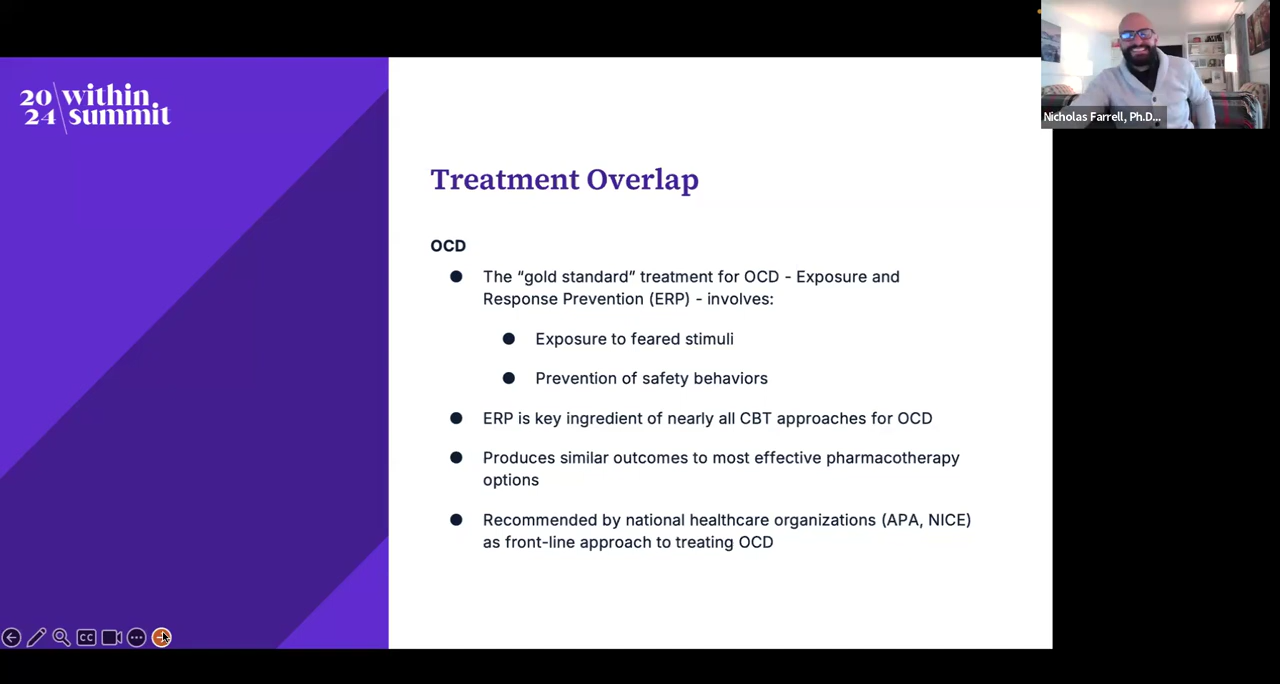 20 within
24 summit
Nicholas Farrell, Ph.D...
Treatment Overlap
OCD
The “gold standard” treatment for OCD - Exposure and
Response Prevention (ERP) - involves:
Exposure to feared stimuli
Prevention of safety behaviors
ERP is key ingredient of nearly all CBT approaches for OCD
Produces similar outcomes to most effective pharmacotherapy
options
Recommended by national healthcare organizations (APA, NICE)
as front-line approach to treating OCD
CC